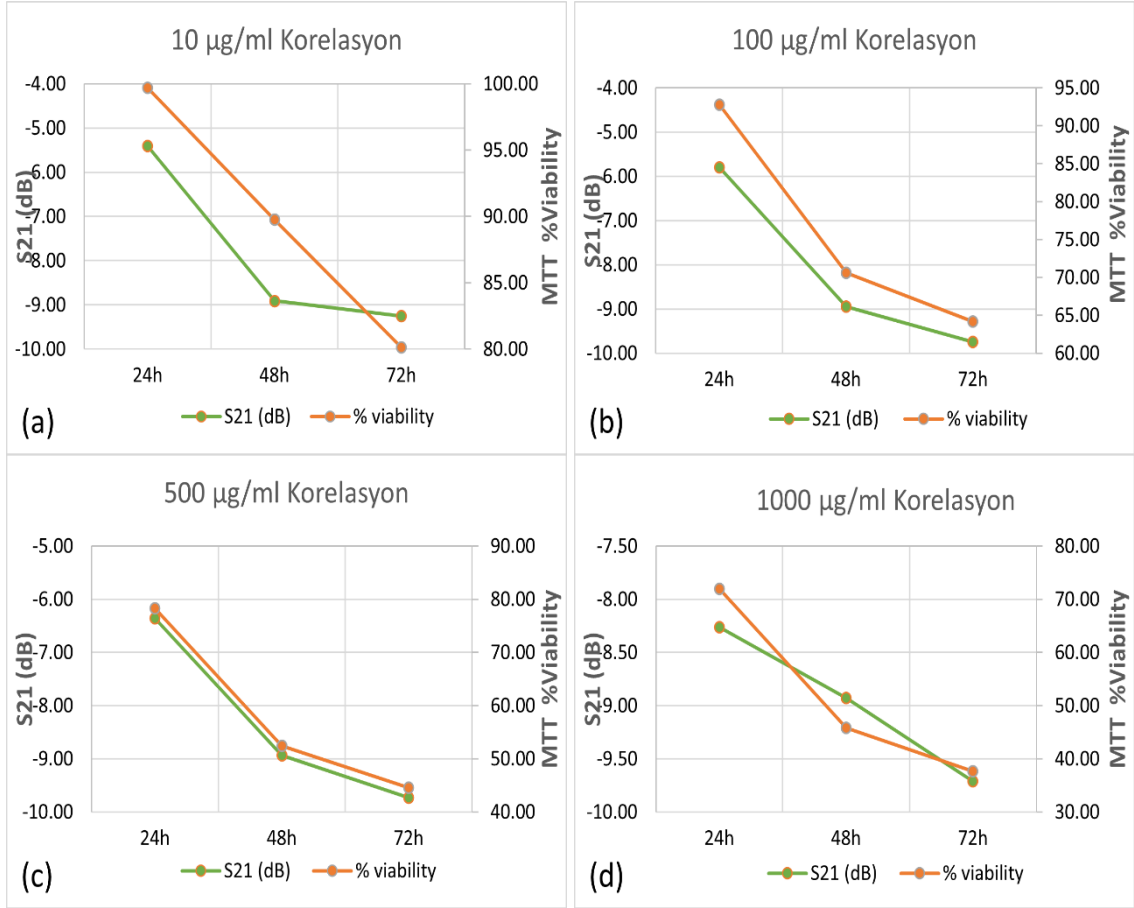 10 µg/ml Korelasyon
-4.00
-5.00
-6.00
-7.00
-8.00
-9.00
-10.00
S21 (dB)
100.00
95.00
90.00
85.00
80.00
MTT %Viability
24h 48h 72h
S21 (dB) % viability
(a)
100 µg/ml Korelasyon
-4.00
-5.00
-6.00
-7.00
-8.00
-9.00
-10.00
S21 (dB)
95.00
90.00
85.00
80.00
75.00
70.00
65.00
60.00
MTT %Viability
24h 48h 72h
S21 (dB) % viability
(b)
500 µg/ml Korelasyon
-5.00
-6.00
-7.00
-8.00
-9.00
-10.00
S21 (dB)
90.00
80.00
70.00
60.00
50.00
40.00
MTT %Viability
24h 48h 72h
S21 (dB) % viability
(c)
1000 µg/ml Korelasyon
-7.50
-8.00
-8.50
-9.00
-9.50
-10.00
S21 (dB)
80.00
70.00
60.00
50.00
40.00
30.00
MTT %Viability
24h 48h 72h
S21 (dB) % viability
(d)